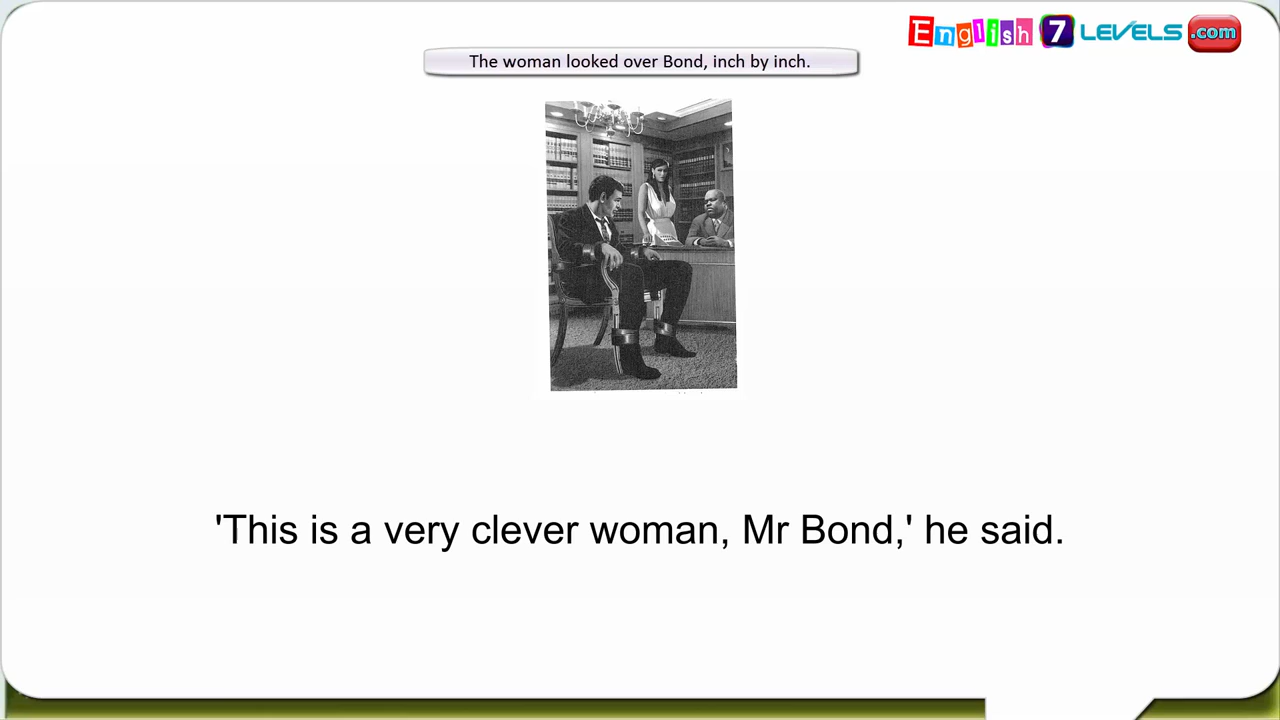 English 7 LEVELS .com
The woman looked over Bond, inch by inch.
'This is a very clever woman, Mr Bond,' he said.